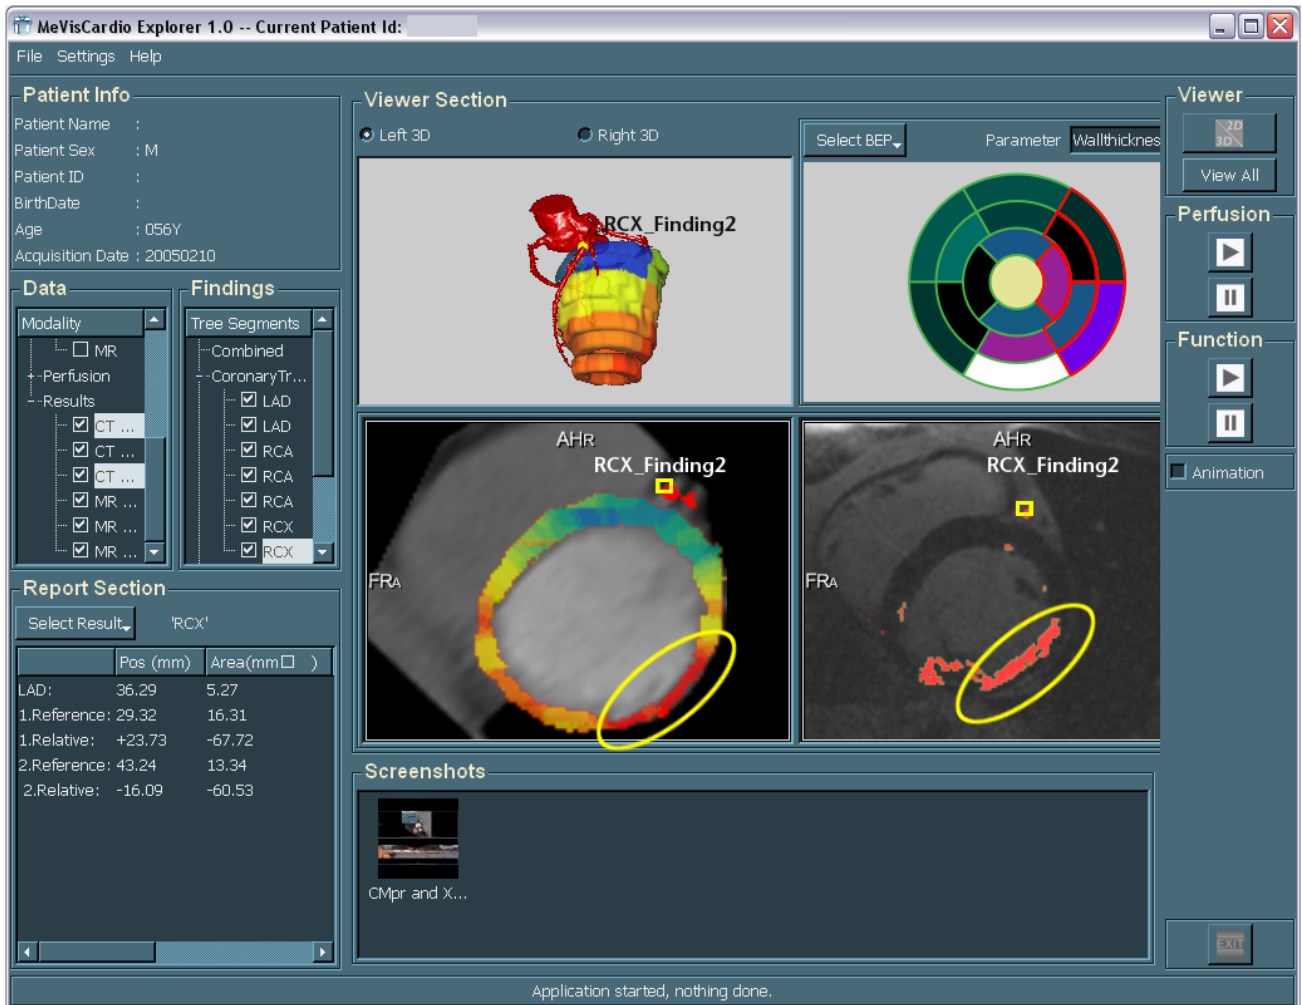 MeVisCardio Explorer 1.0 -- Current Patient Id:
File Settings Help
Patient Info
Patient Name :
Patient Sex : M
Patient ID :
BirthDate :
Age : 056Y
Acquisition Date : 20050210
Data
Modality
MR
Perfusion
Results
CT ...
CT ...
CT ...
MR ...
MR ...
MR ...
Findings
Tree Segments
Combined
CoronaryTr...
LAD
LAD
RCA
RCA
RCA
RCX
RCX
Report Section
Select Result 'RCX'
Pos (mm) Area(mm□ )
LAD: 36.29 5.27
1.Reference: 29.32 16.31
1.Relative: +23.73 -67.72
2.Reference: 43.24 13.34
2.Relative: -16.09 -60.53
Viewer Section
Left 3D Right 3D
RCX_Finding2
Select BEP Parameter Wallthicknes
AHR
RCX_Finding2
FRA
AHR
RCX_Finding2
FRA
Screenshots
CMpr and X...
Viewer
2D
3D
View All
Perfusion
Function
Animation
EXIT
Application started, nothing done.